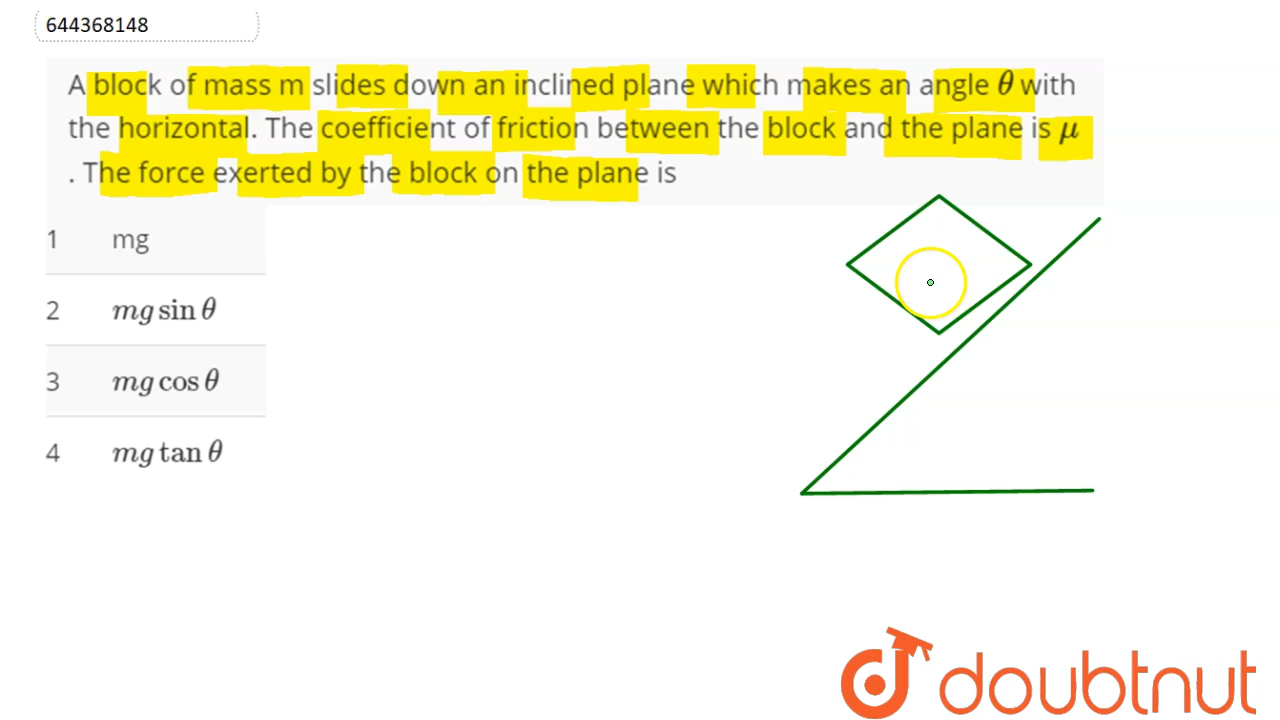 644368148
A block of mass m slides down an inclined plane which makes an angle θ with
the horizontal. The coefficient of friction between the block and the plane is μ
. The force exerted by the block on the plane is
1 mg
2 mg sin θ
3 mg cos θ
4 mg tan θ
doubtnut